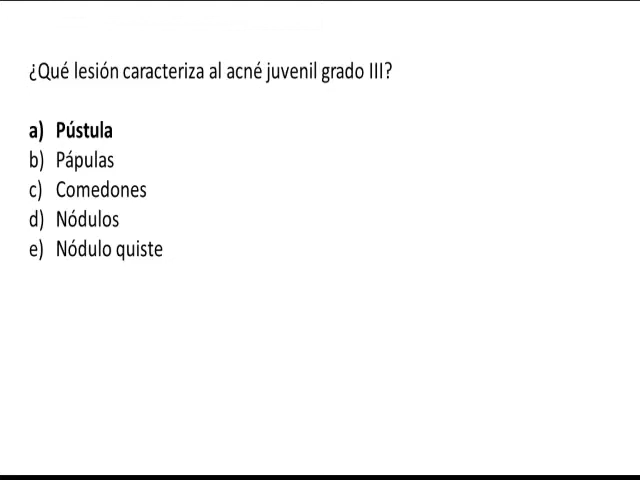 ¿Qué lesión caracteriza al acné juvenil grado III?
a) Pústula
b) Pápulas
c) Comedones
d) Nódulos
e) Nódulo quiste